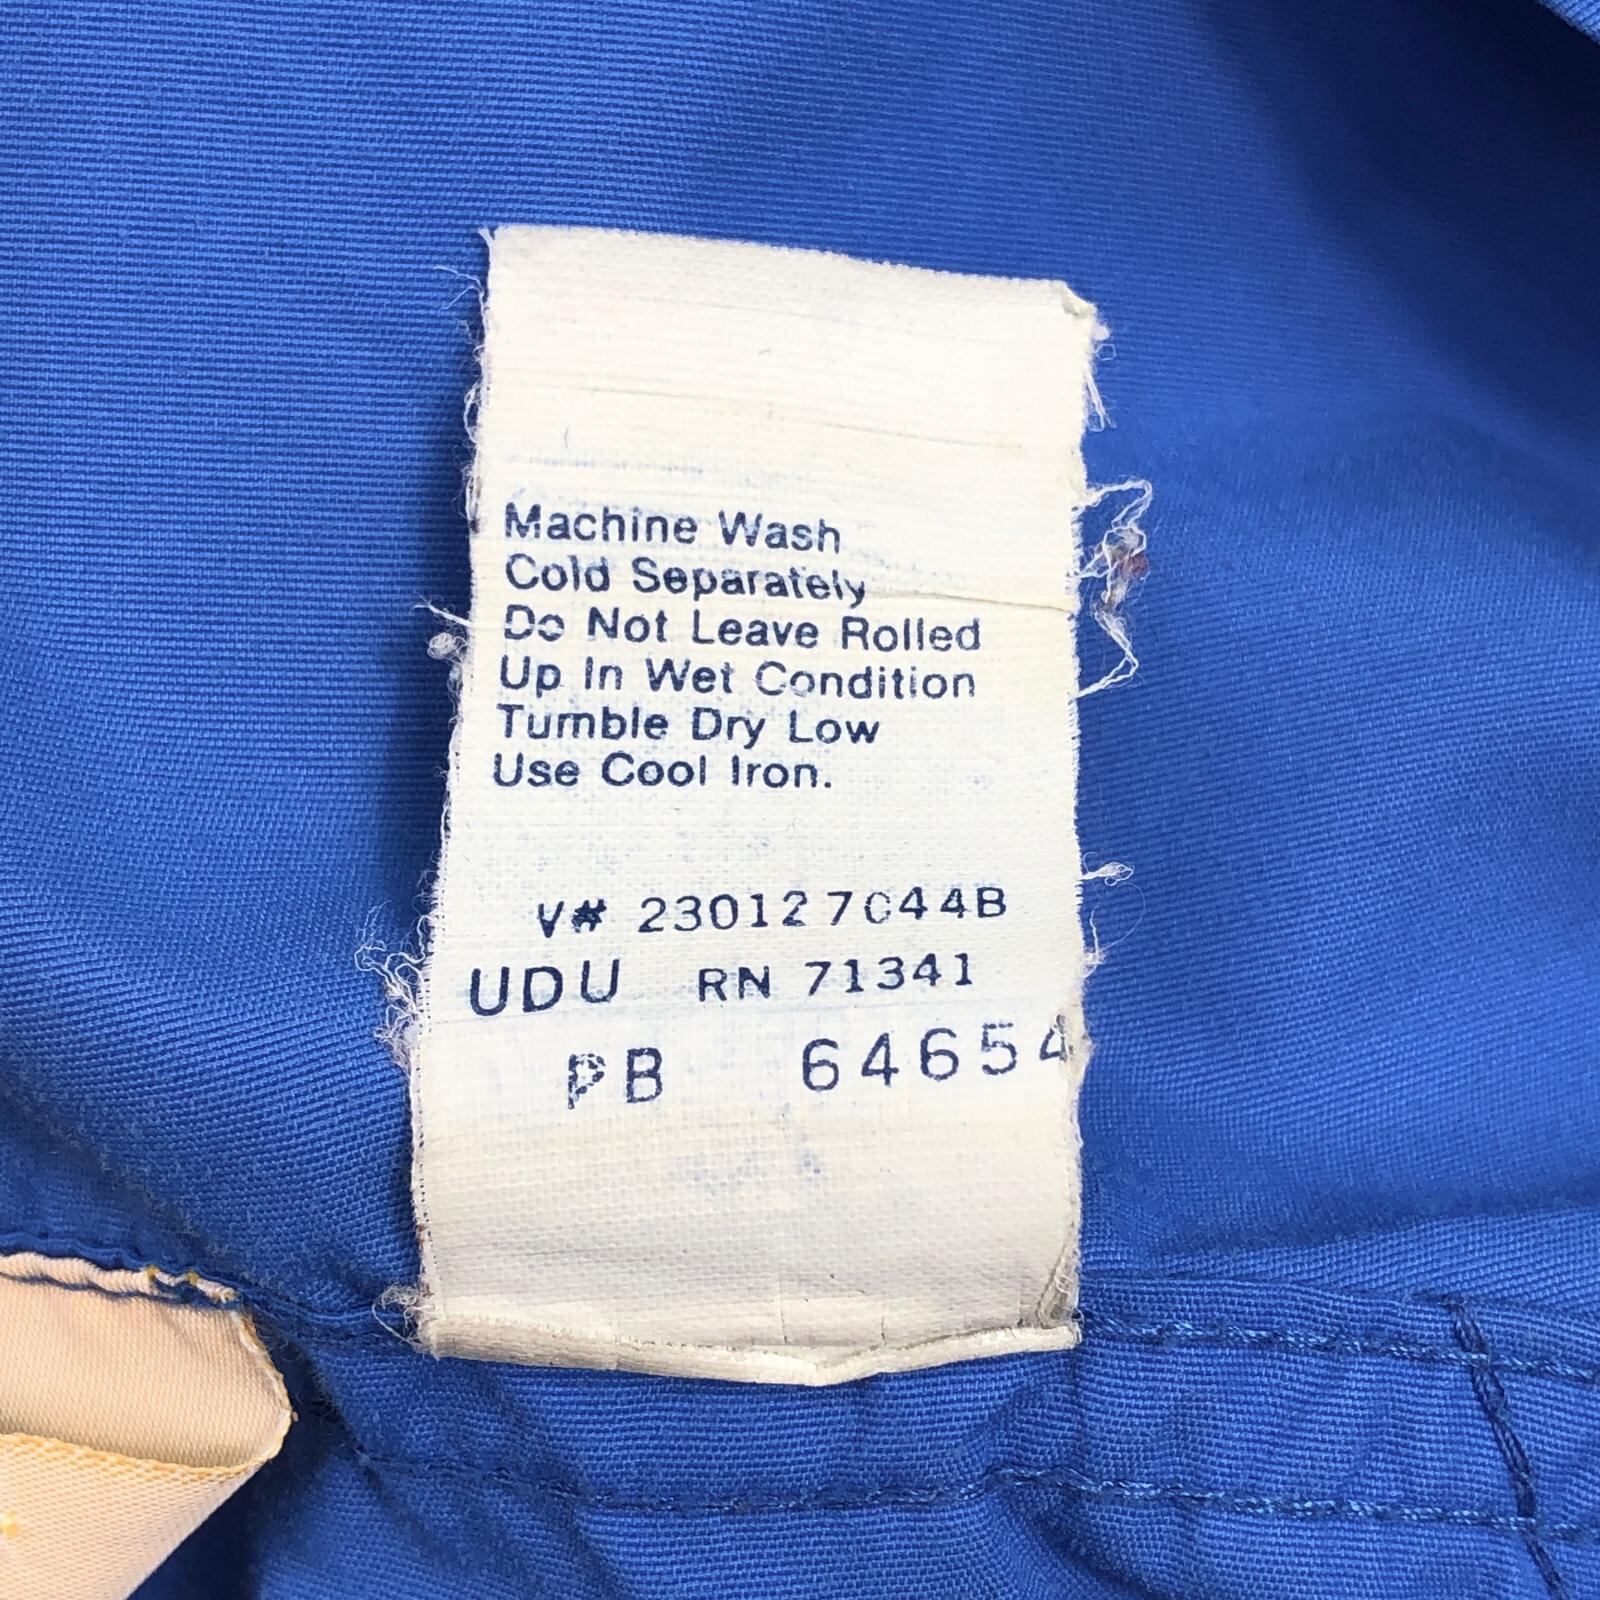 Machine Wash
Cold Separately
Do Not Leave Rolled
Up In Wet Condition
Tumble Dry Low
Use Cool Iron.
V# 230127044B
UDU RN 71341
PB 64654